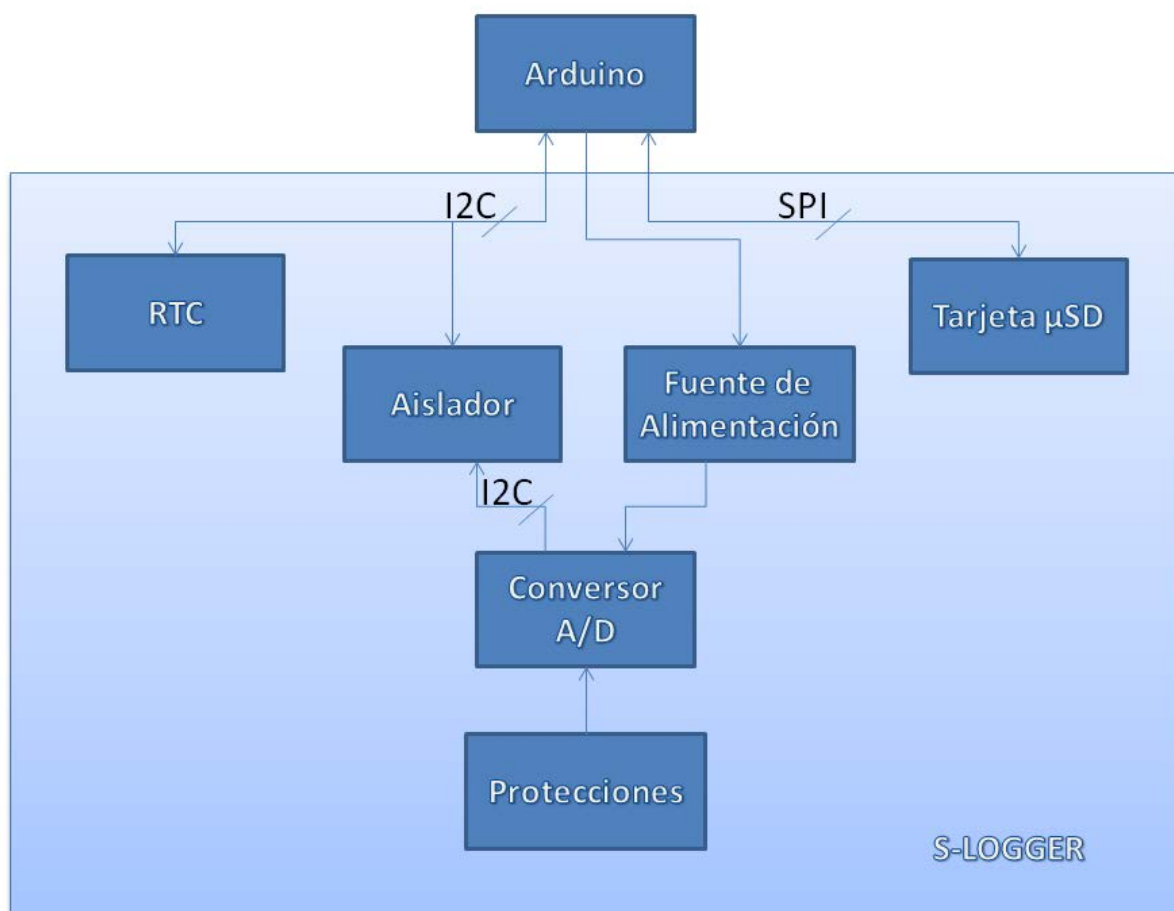 Arduino
I2C
SPI
RTC
Tarjeta µSD
Aislador
Fuente de
Alimentación
I2C
Conversor
A/D
Protecciones
S-LOGGER